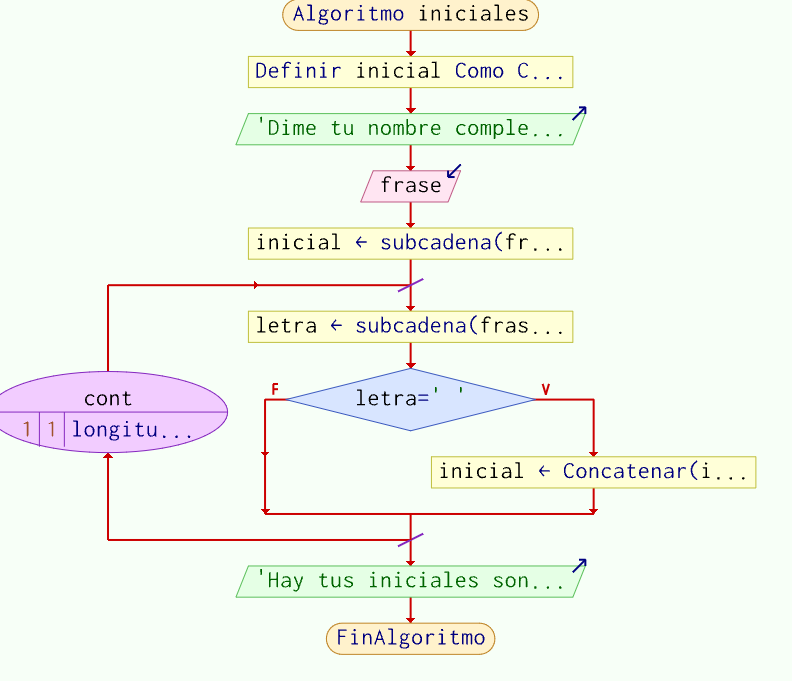 Algoritmo iniciales
Definir inicial Como C...
'Dime tu nombre comple...
frase
inicial ← subcadena(fr...
letra ← subcadena(fras...
F
letra=' '
V
cont
1 1 longitu...
inicial ← Concatenar(i...
'Hay tus iniciales son...
FinAlgoritmo